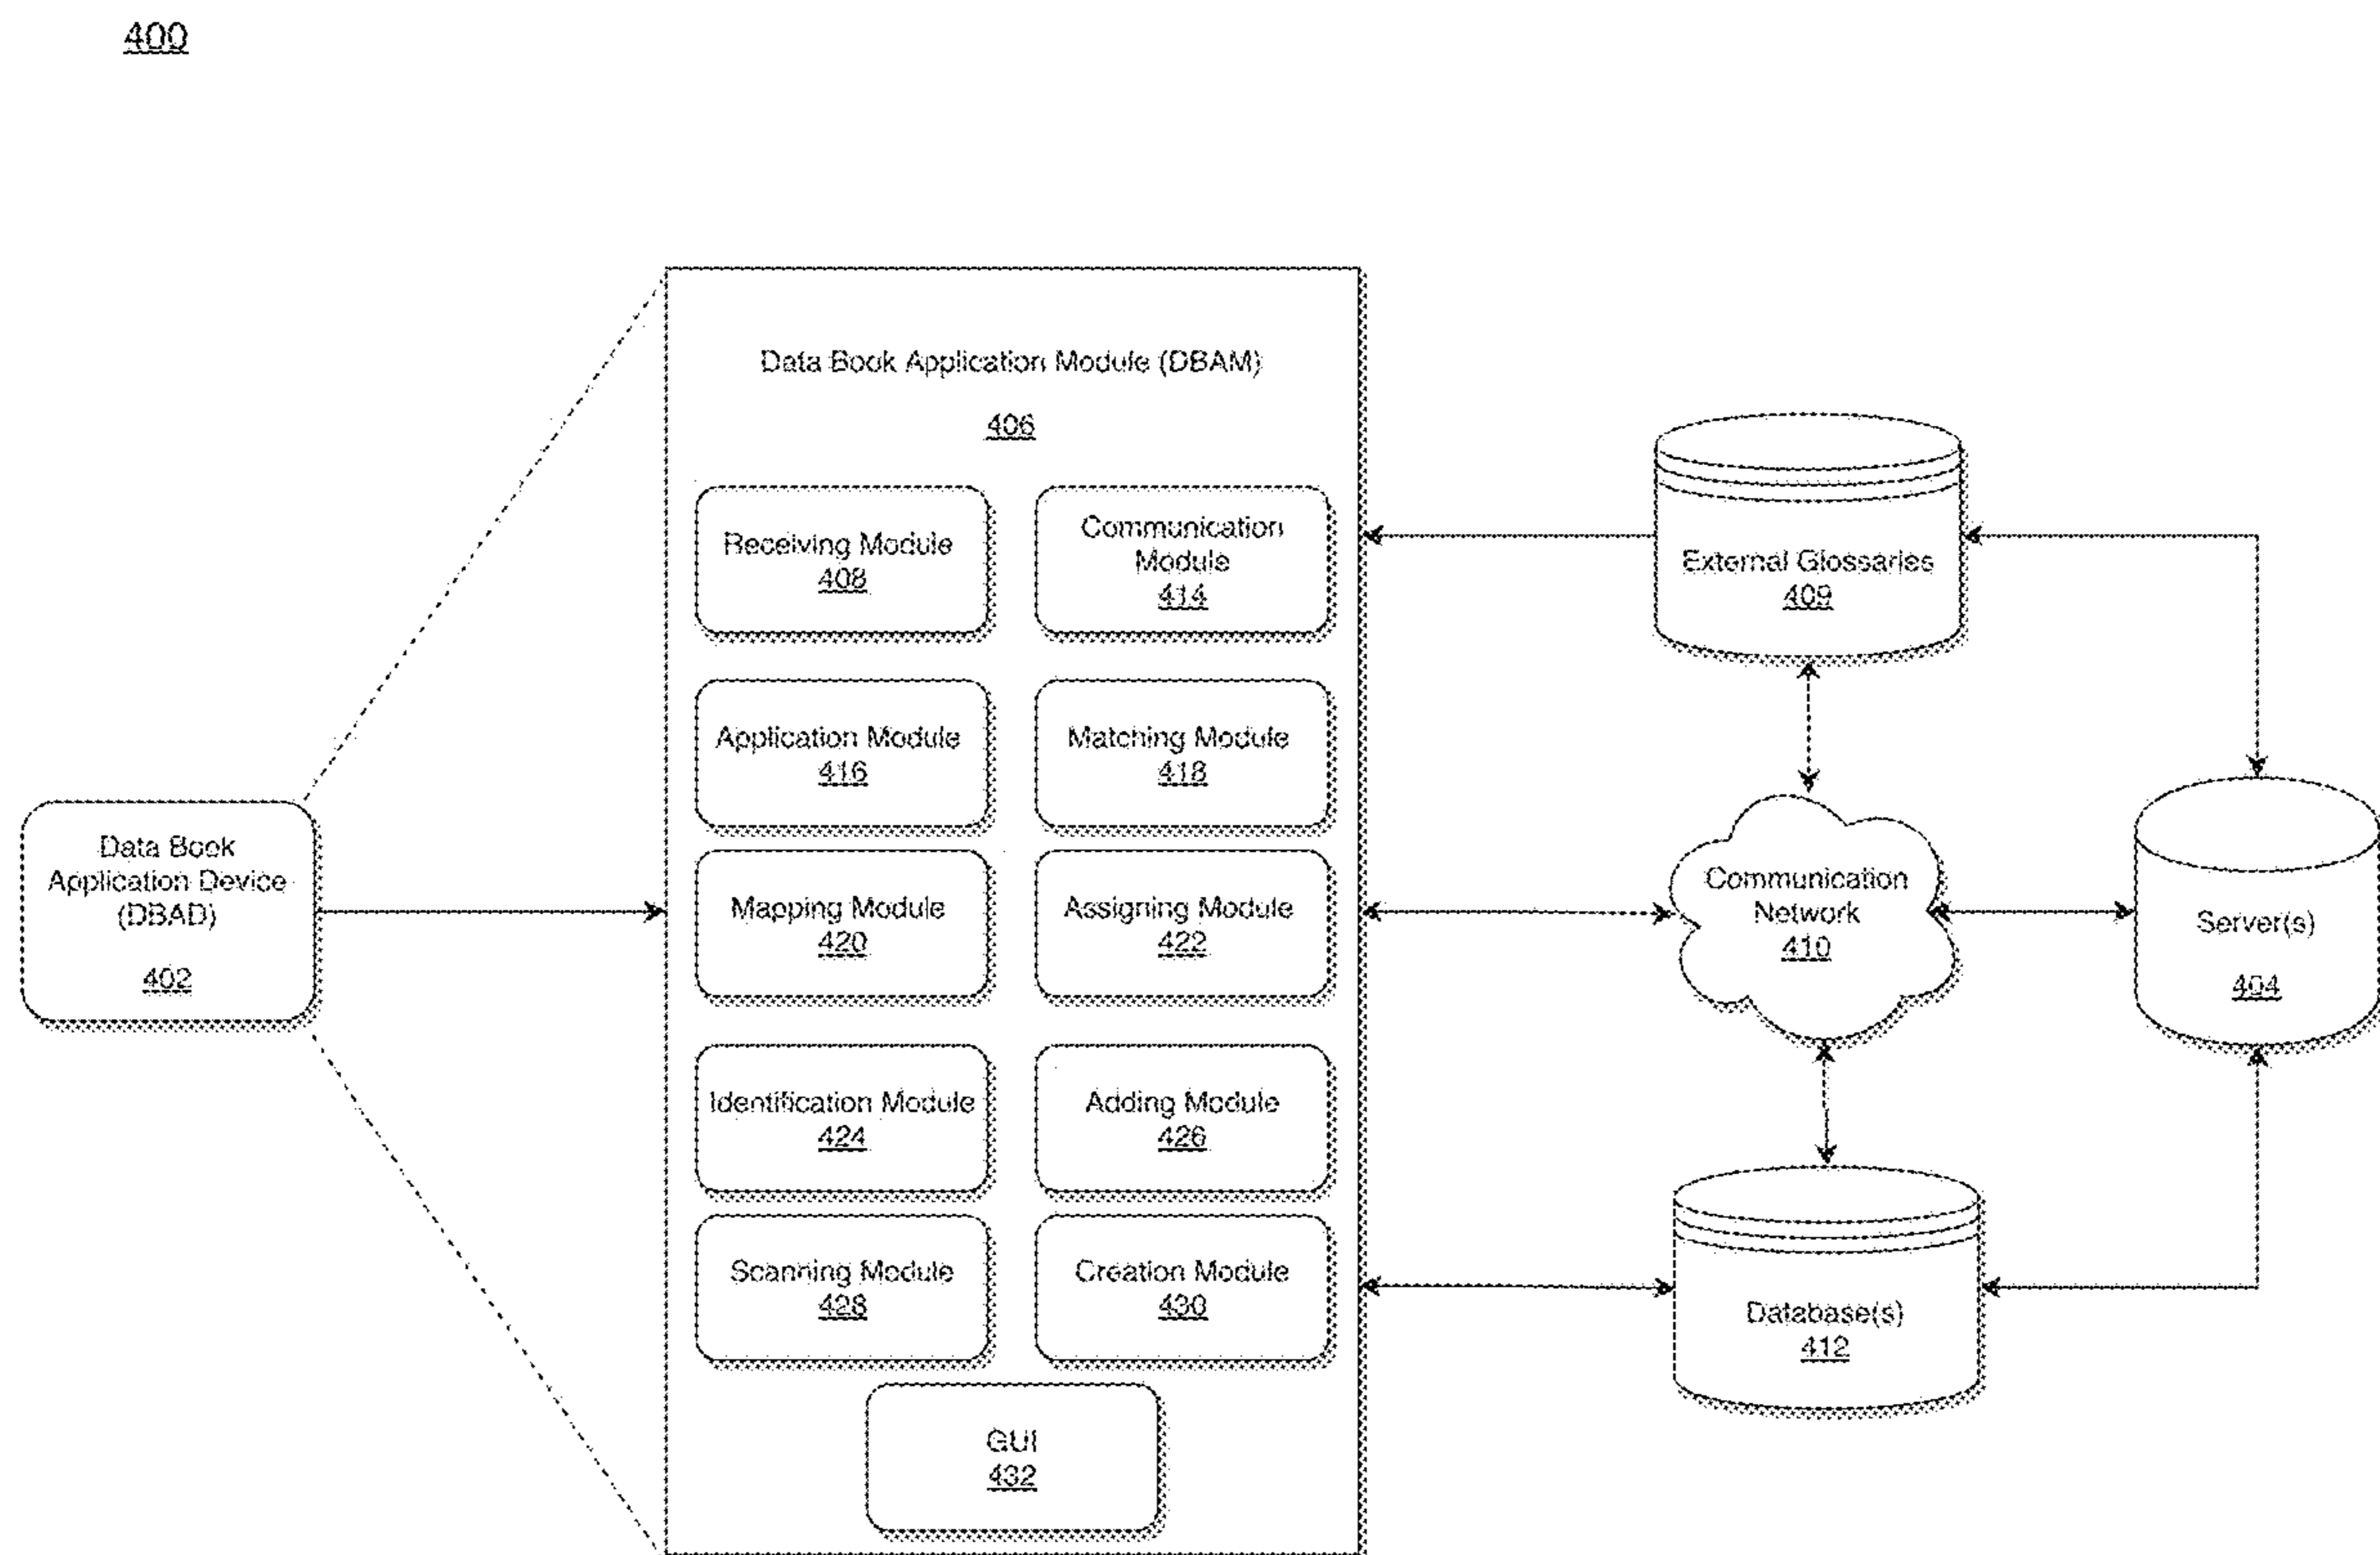 400
Data Book Application Module (DBAM)
406
Receiving Module
408
Communication
Module
414
External Glossaries
409
Application Module
416
Matching Module
418
Data Book
Application Device
(DBAD)
402
Mapping Module
420
Assigning Module
422
Communication
Network
410
Server(s)
404
Identification Module
424
Adding Module
426
Scanning Module
428
Creation Module
430
Database(s)
412
GUI
432